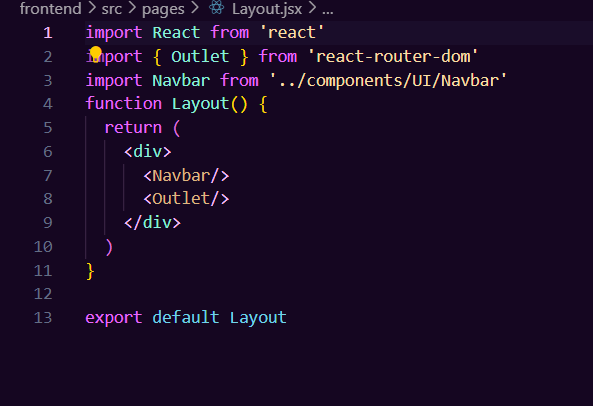 frontend > src > pages > Layout.jsx > ...
1 import React from 'react'
2 import { Outlet } from 'react-router-dom'
3 import Navbar from '../components/UI/Navbar'
4 function Layout() {
5 return (
6 <div>
7 <Navbar/>
8 <Outlet/>
9 </div>
10 )
11 }
12
13 export default Layout